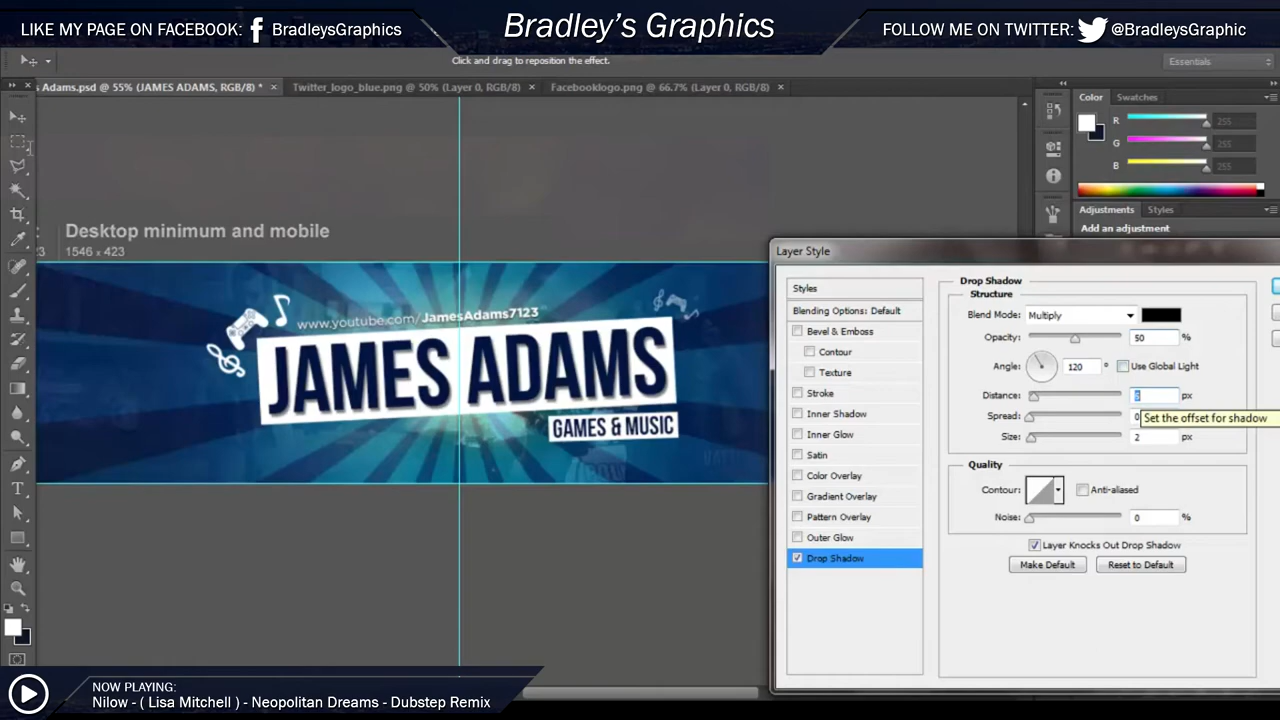 LIKE MY PAGE ON FACEBOOK: f BradleysGraphics
Bradley's Graphics
FOLLOW ME ON TWITTER: @BradleysGraphic
Click and drag to reposition the effect.
Essentials
s Adams.psd @ 55% (JAMES ADAMS, RGB/8) * ×
Twitter_logo_blue.png @ 50% (Layer 0, RGB/8) ×
Facebooklogo.png @ 66.7% (Layer 0, RGB/8) ×
Color Swatches
R 255
G 255
B 255
Adjustments Styles
Add an adjustment
Desktop minimum and mobile
1546 x 423
www.youtube.com/JamesAdams7123
JAMES ADAMS
GAMES & MUSIC
Layer Style
Styles
Blending Options: Default
Bevel & Emboss
Contour
Texture
Stroke
Inner Shadow
Inner Glow
Satin
Color Overlay
Gradient Overlay
Pattern Overlay
Outer Glow
Drop Shadow
Drop Shadow
Structure
Blend Mode: Multiply
Opacity: 50 %
Angle: 120 ° Use Global Light
Distance: px
Set the offset for shadow
Spread: 0
Size: 2 px
Quality
Contour: Anti-aliased
Noise: 0 %
Layer Knocks Out Drop Shadow
Make Default Reset to Default
NOW PLAYING:
Nilow - ( Lisa Mitchell ) - Neopolitan Dreams - Dubstep Remix